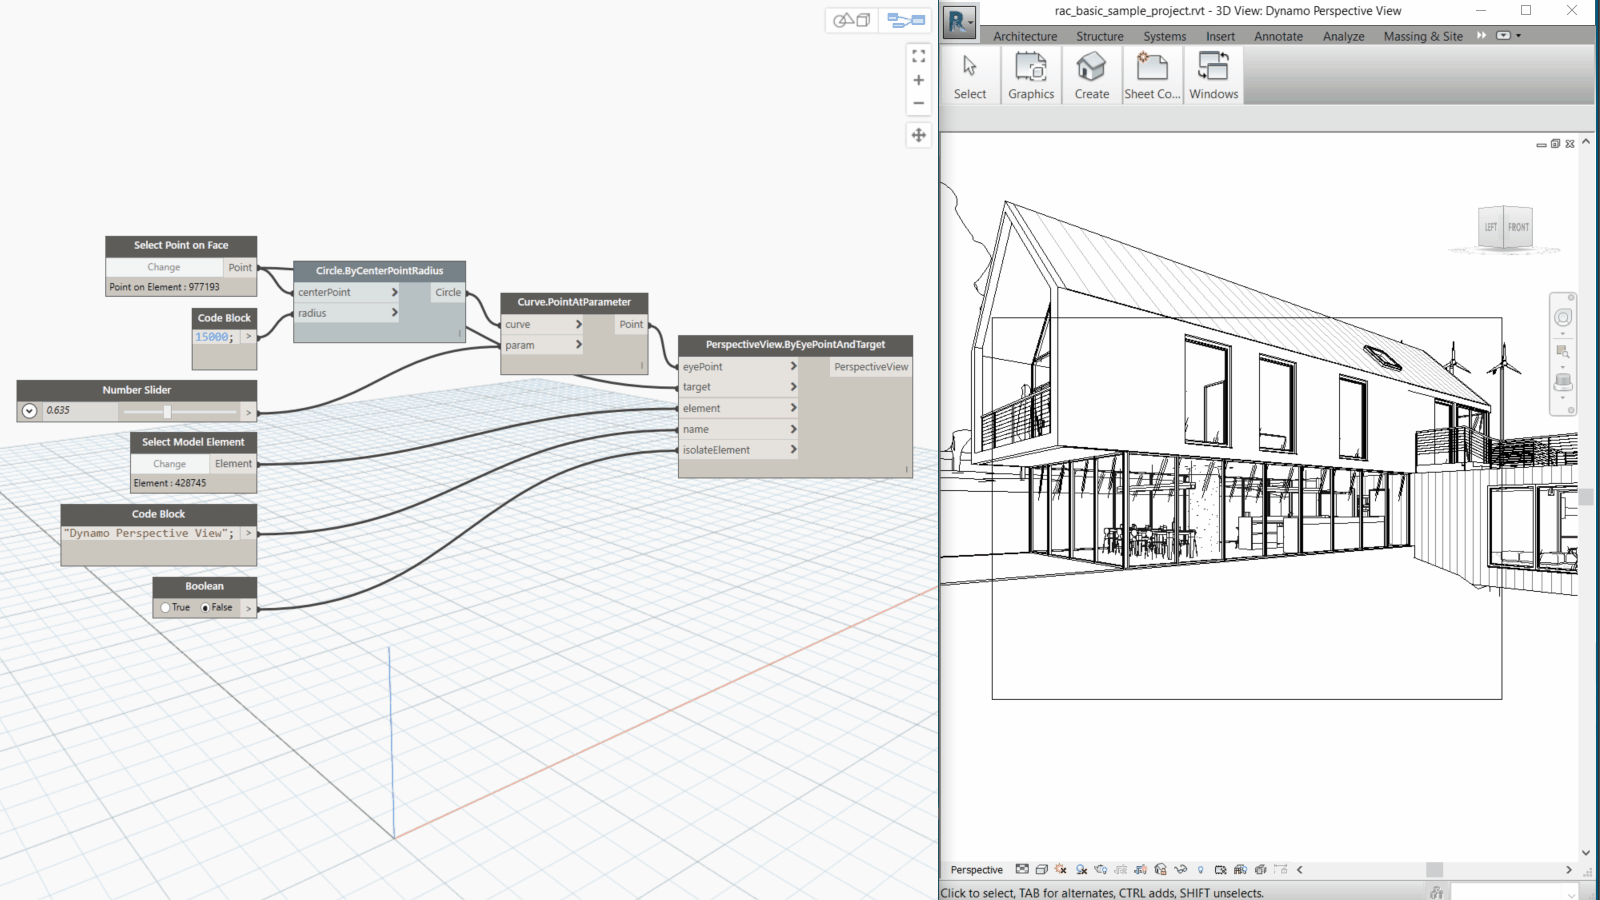 Select Point on Face
Change
Point
Point on Element : 977193
Code Block
15000;
>
Circle.ByCenterPointRadius
centerPoint
>
Circle
radius
>
Curve.PointAtParameter
curve
>
Point
param
>
Number Slider
0.635
>
PerspectiveView.ByEyePointAndTarget
eyePoint
>
PerspectiveView
target
>
element
>
name
>
isolateElement
>
Select Model Element
Change
Element
Element : 428745
Code Block
"Dynamo Perspective View";
>
Boolean
True
False
>
R
rac_basic_sample_project.rvt - 3D View: Dynamo Perspective View
Architecture
Structure
Systems
Insert
Annotate
Analyze
Massing & Site
Select
Graphics
Create
Sheet Co...
Windows
LEFT
FRONT
Perspective
Click to select, TAB for alternates, CTRL adds, SHIFT unselects.